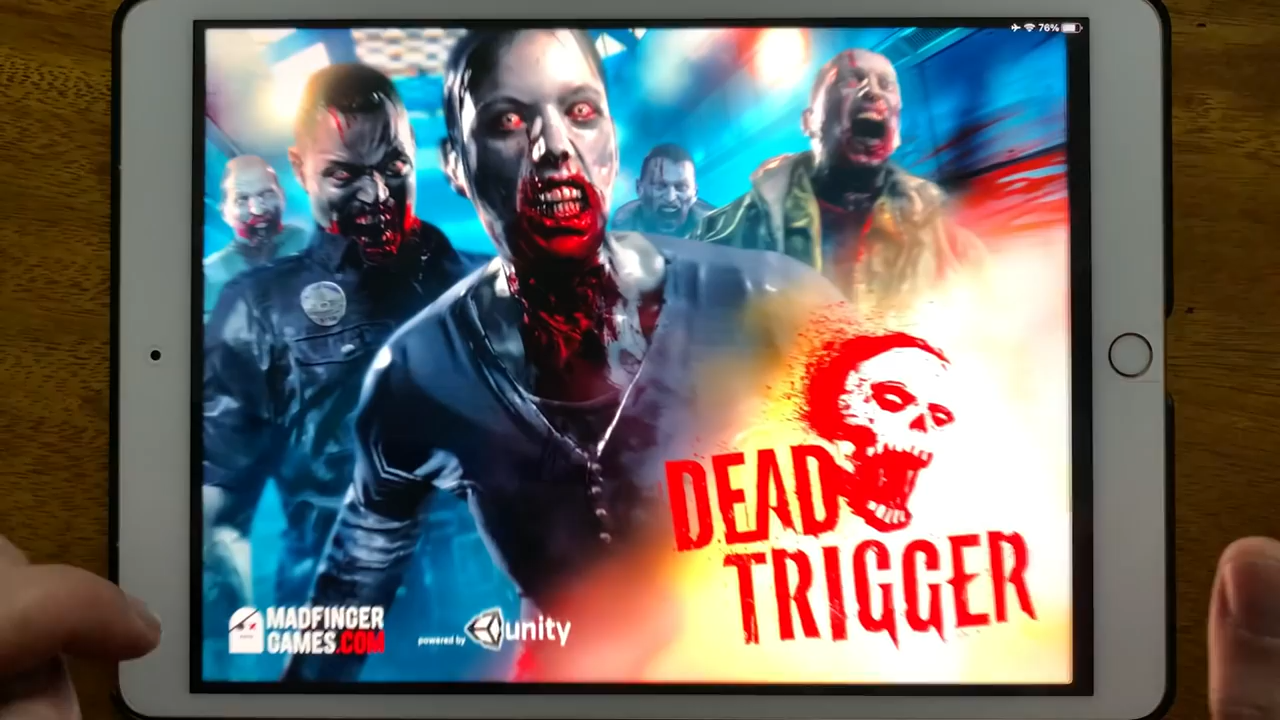 76%
DEAD
TRIGGER
MADFINGER
GAMES.COM
powered by unity